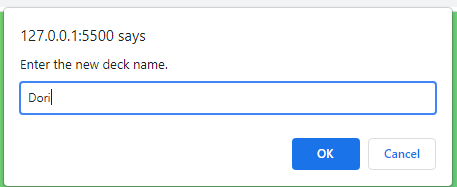 127.0.0.1:5500 says
Enter the new deck name.
Dori
OK
Cancel